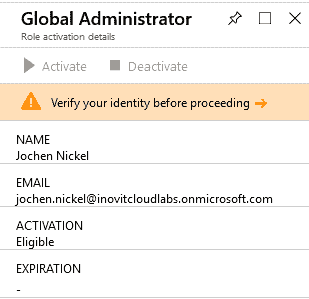 Global Administrator
Role activation details
Activate Deactivate
Verify your identity before proceeding
NAME
Jochen Nickel
EMAIL
jochen.nickel@inovitcloudlabs.onmicrosoft.com
ACTIVATION
Eligible
EXPIRATION
-